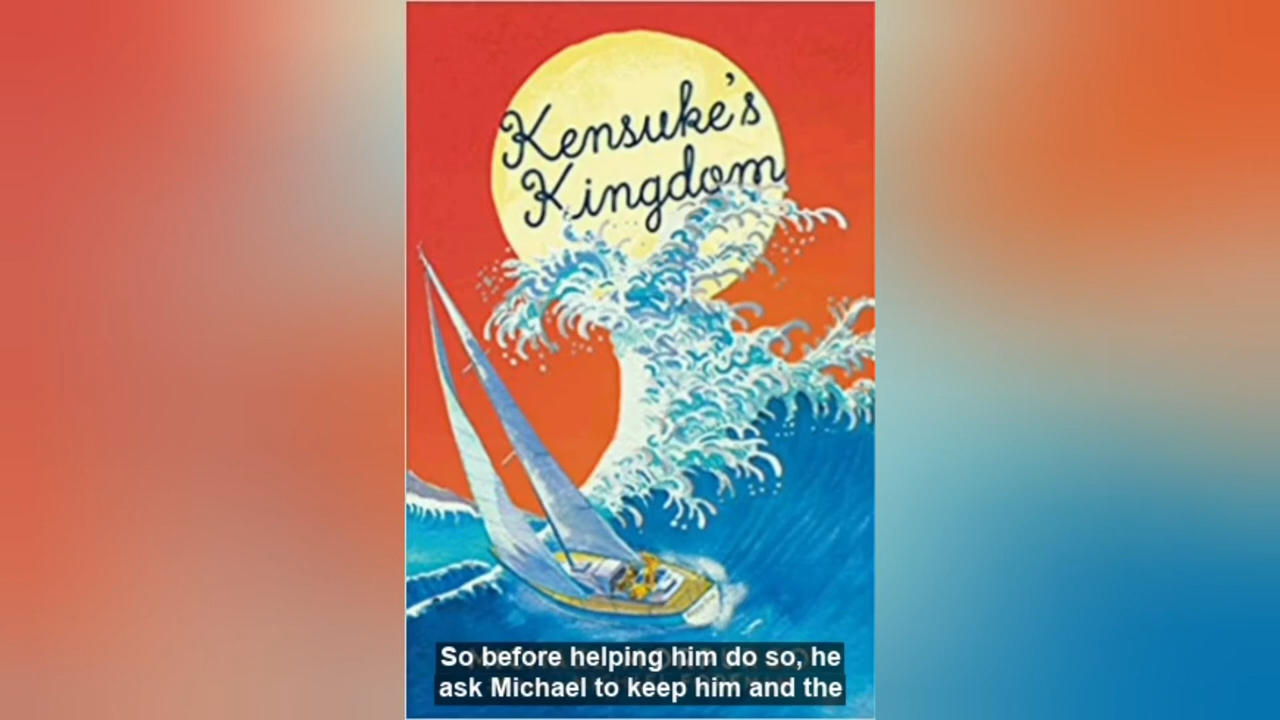 Kensuke's
Kingdom
So before helping him do so, he
ask Michael to keep him and the